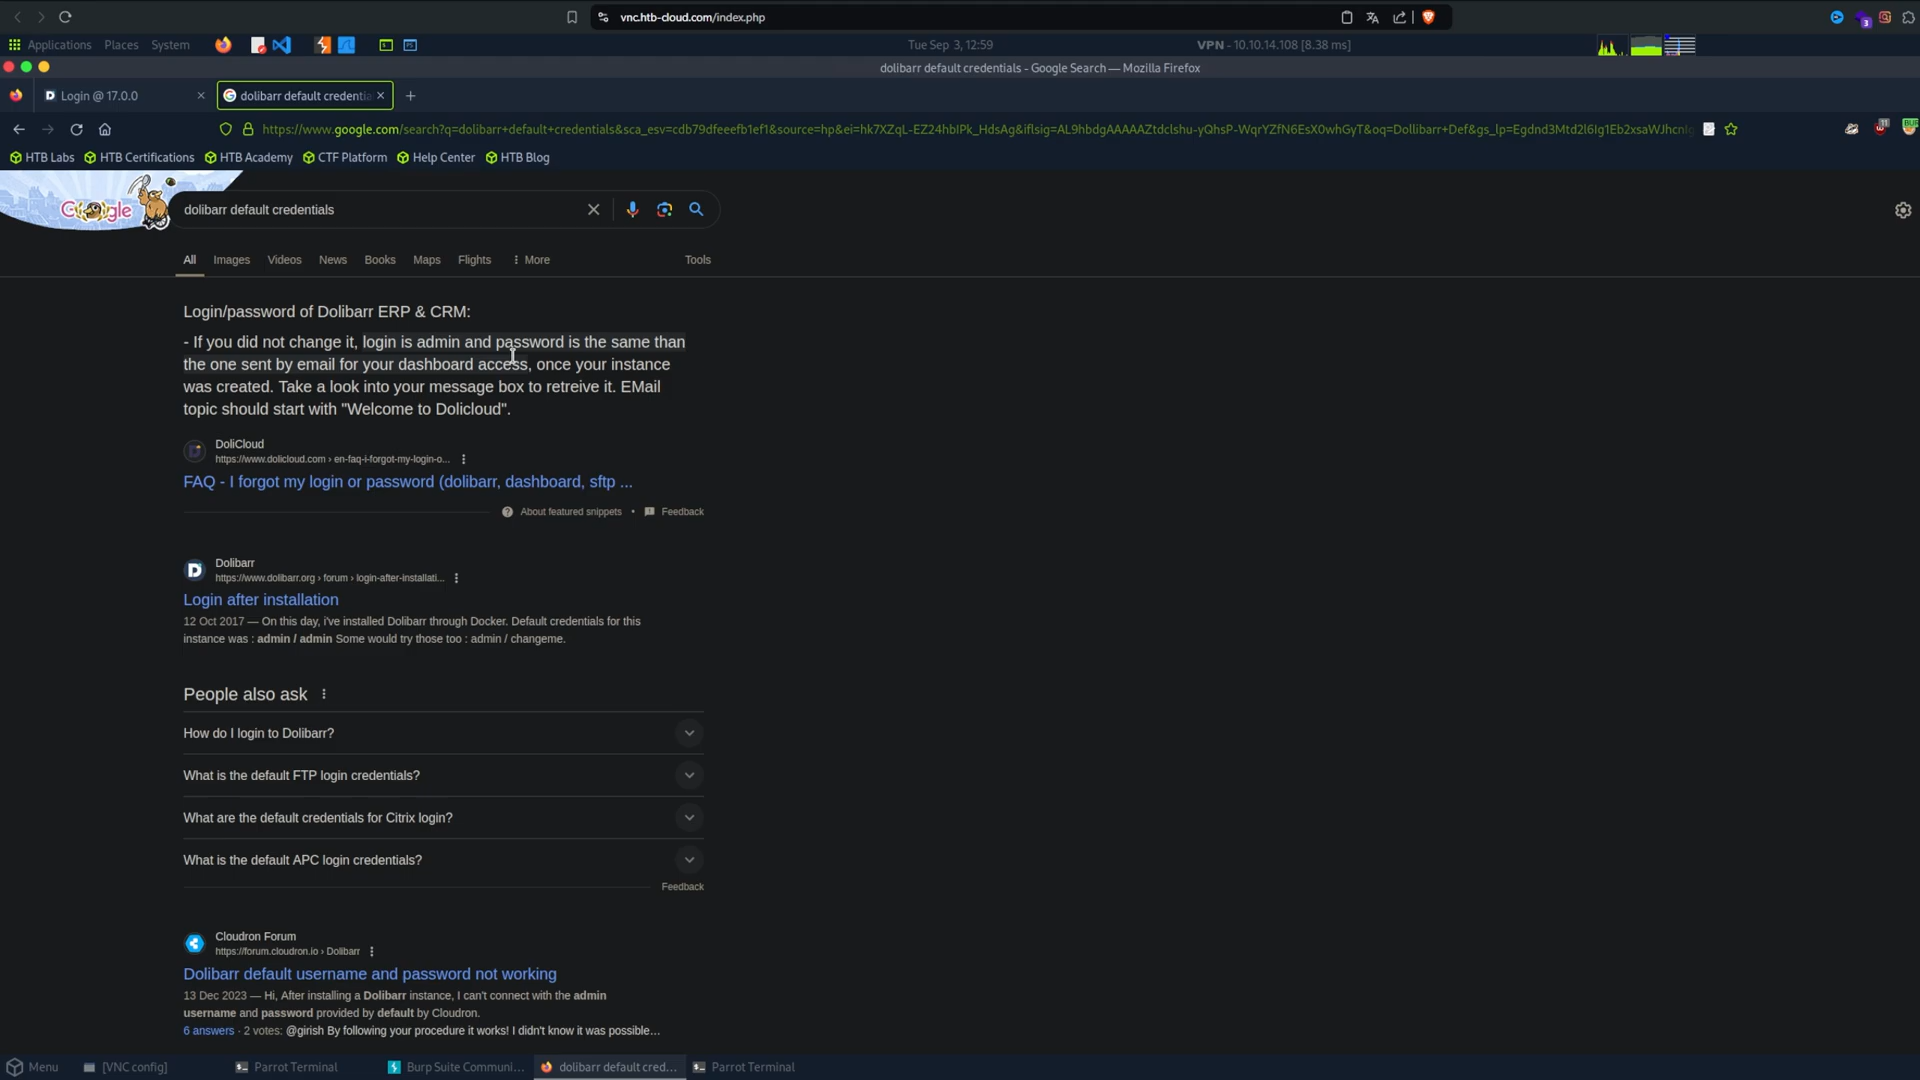 vnc.htb-cloud.com/index.php
3
Applications Places System
Tue Sep 3, 12:59
VPN - 10.10.14.108 [8.38 ms]
dolibarr default credentials - Google Search — Mozilla Firefox
Login @ 17.0.0
dolibarr default credentia
HTB Labs HTB Certifications HTB Academy CTF Platform Help Center HTB Blog
dolibarr default credentials
All Images Videos News Books Maps Flights More Tools
Login/password of Dolibarr ERP & CRM:
- If you did not change it, login is admin and password is the same than
the one sent by email for your dashboard access, once your instance
was created. Take a look into your message box to retreive it. EMail
topic should start with "Welcome to Dolicloud".
DoliCloud
https://www.dolicloud.com › en-faq-i-forgot-my-login-o...
FAQ - I forgot my login or password (dolibarr, dashboard, sftp ...
About featured snippets • Feedback
Dolibarr
https://www.dolibarr.org › forum › login-after-installati...
Login after installation
12 Oct 2017 — On this day, i've installed Dolibarr through Docker. Default credentials for this
instance was : admin / admin Some would try those too : admin / changeme.
People also ask
How do I login to Dolibarr?
What is the default FTP login credentials?
What are the default credentials for Citrix login?
What is the default APC login credentials?
Feedback
Cloudron Forum
https://forum.cloudron.io › Dolibarr
Dolibarr default username and password not working
13 Dec 2023 — Hi, After installing a Dolibarr instance, I can't connect with the admin
username and password provided by default by Cloudron.
6 answers · 2 votes: @girish By following your procedure it works! I didn't know it was possible…
Menu [VNC config] Parrot Terminal Burp Suite Communi... dolibarr default cred... Parrot Terminal